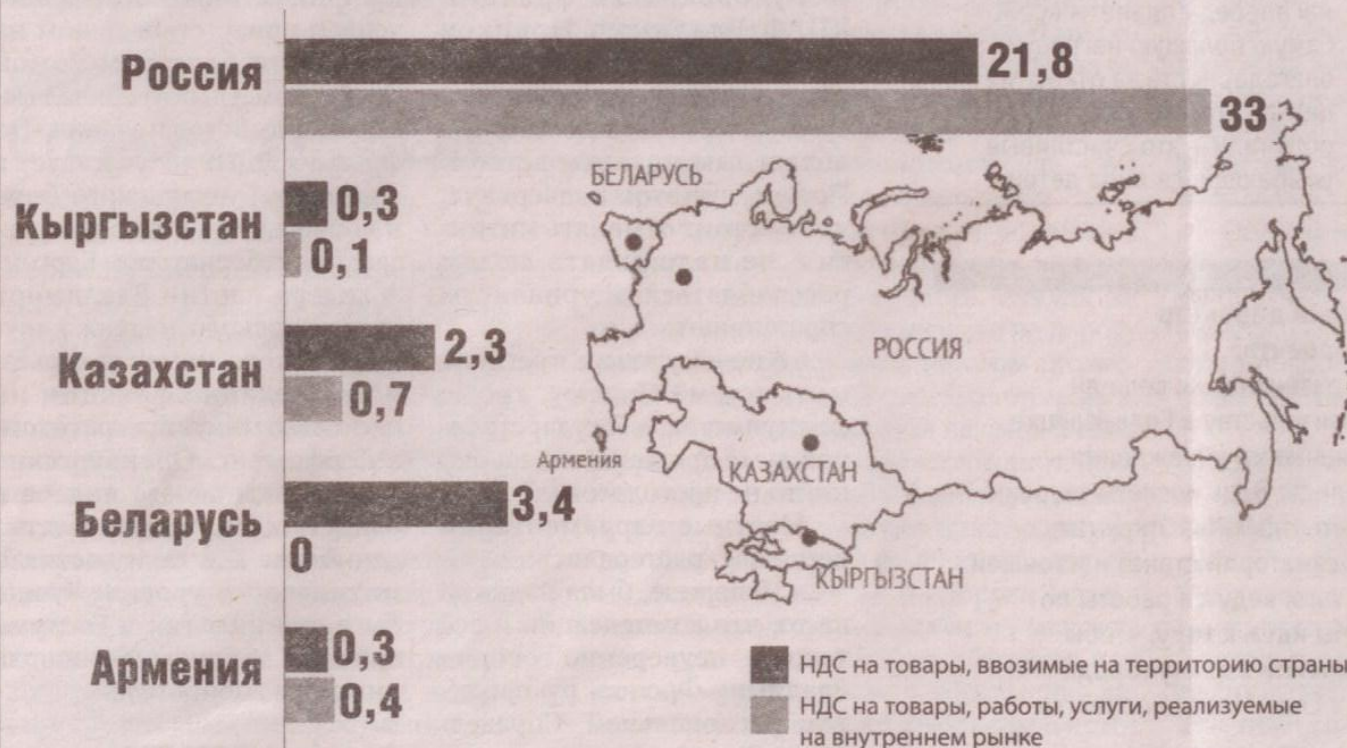 Россия
21,8
33
Кыргызстан
0,3
0,1
Казахстан
2,3
0,7
Беларусь
3,4
0
Армения
0,3
0,4
БЕЛАРУСЬ
РОССИЯ
Армения
КАЗАХСТАН
КЫРГЫЗСТАН
НДС на товары, ввозимые на территорию страны
НДС на товары, работы, услуги, реализуемые
на внутреннем рынке